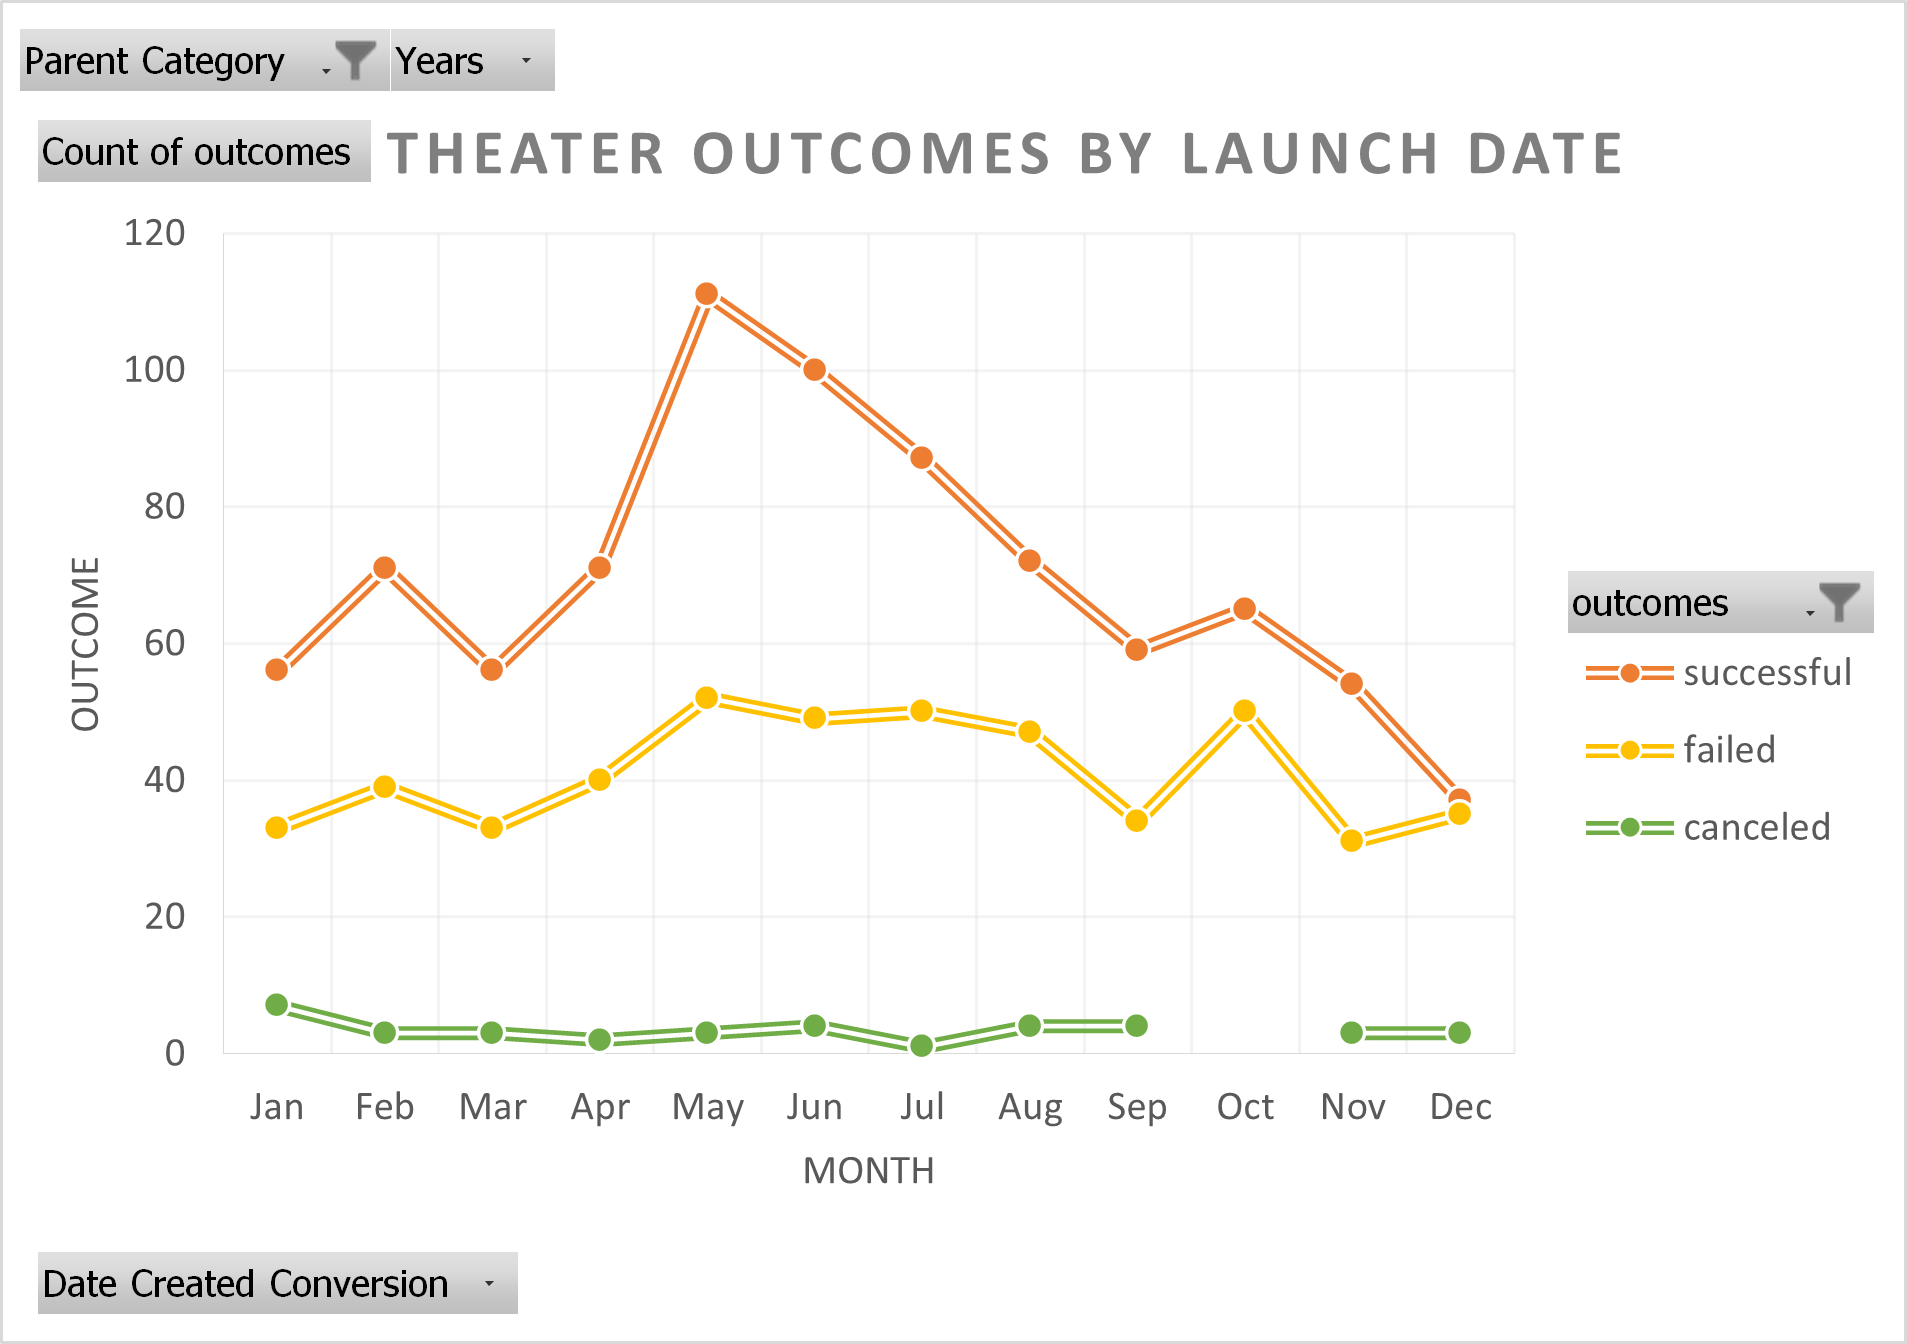 Parent Category Years
Count of outcomes THEATER OUTCOMES BY LAUNCH DATE
120
100
80
60
40
20
0
OUTCOME
Jan Feb Mar Apr May Jun Jul Aug Sep Oct Nov Dec
MONTH
outcomes
successful
failed
canceled
Date Created Conversion